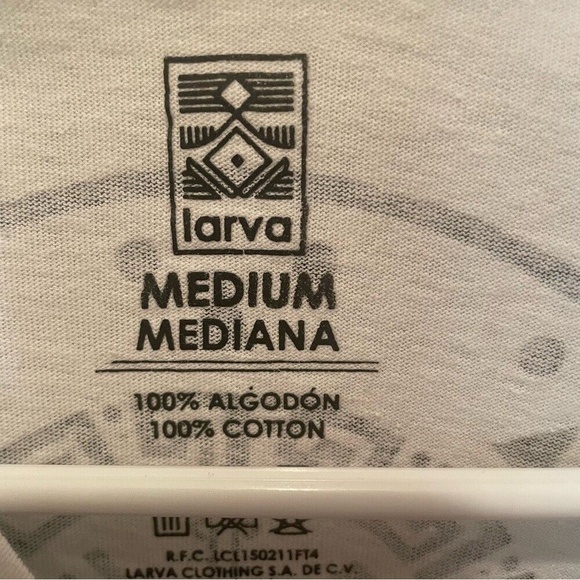 larva
MEDIUM
MEDIANA
100% ALGODÓN
100% COTTON
R.F.C. LCL150211FT4
LARVA CLOTHING S.A. DE C.V.